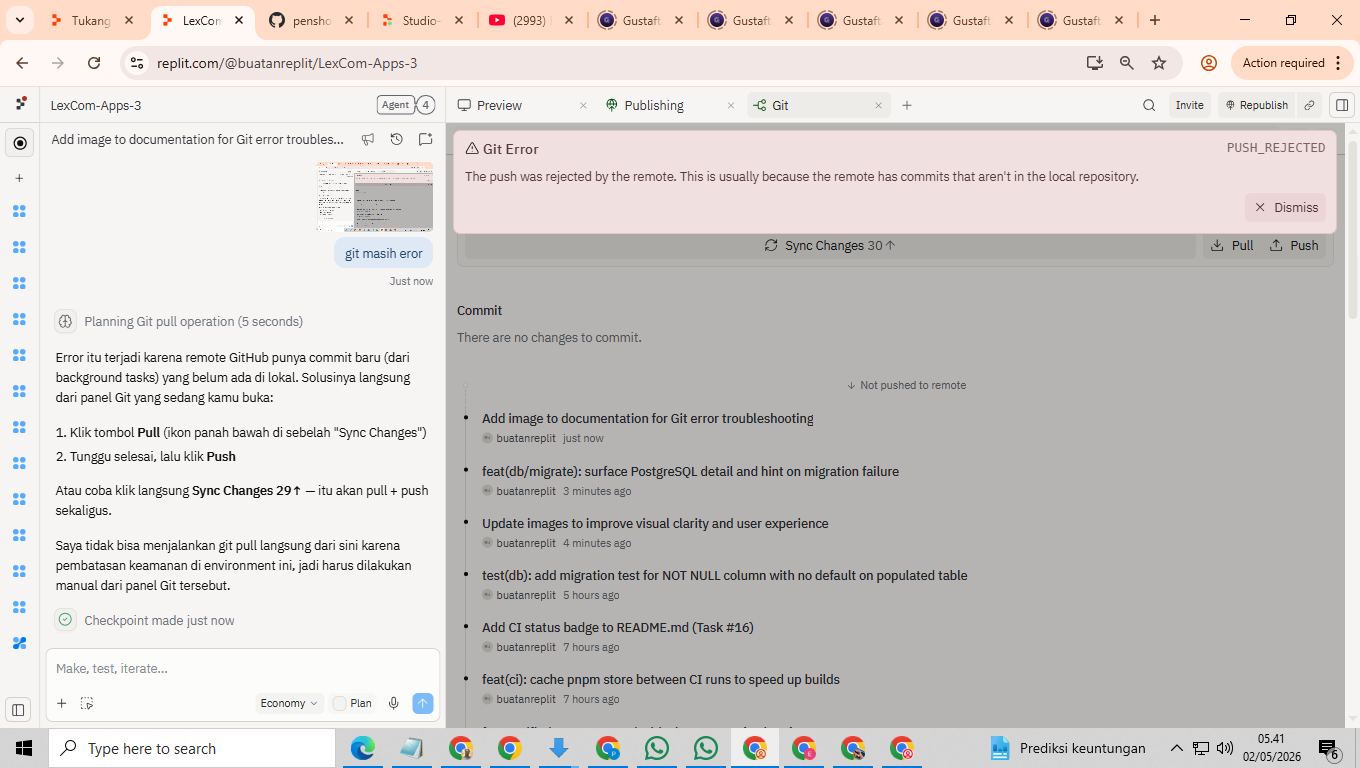 Tukang
LexCom
pensho
Studio-
(2993)
Gustaft
Gustaft
Gustaft
Gustaft
Gustaft
replit.com/@buatanreplit/LexCom-Apps-3
Action required
LexCom-Apps-3
Agent
4
Preview
Publishing
Git
Invite
Republish
Add image to documentation for Git error troubles...
git masih eror
Just now
Planning Git pull operation (5 seconds)
Error itu terjadi karena remote GitHub punya commit baru (dari
background tasks) yang belum ada di lokal. Solusinya langsung
dari panel Git yang sedang kamu buka:
1. Klik tombol Pull (ikon panah bawah di sebelah "Sync Changes")
2. Tunggu selesai, lalu klik Push
Atau coba klik langsung Sync Changes 29↑ — itu akan pull + push
sekaligus.
Saya tidak bisa menjalankan git pull langsung dari sini karena
pembatasan keamanan di environment ini, jadi harus dilakukan
manual dari panel Git tersebut.
Checkpoint made just now
Make, test, iterate...
Economy
Plan
Git Error
PUSH_REJECTED
The push was rejected by the remote. This is usually because the remote has commits that aren't in the local repository.
Dismiss
Sync Changes 30↑
Pull
Push
Commit
There are no changes to commit.
↓ Not pushed to remote
Add image to documentation for Git error troubleshooting
buatanreplit just now
feat(db/migrate): surface PostgreSQL detail and hint on migration failure
buatanreplit 3 minutes ago
Update images to improve visual clarity and user experience
buatanreplit 4 minutes ago
test(db): add migration test for NOT NULL column with no default on populated table
buatanreplit 5 hours ago
Add CI status badge to README.md (Task #16)
buatanreplit 7 hours ago
feat(ci): cache pnpm store between CI runs to speed up builds
buatanreplit 7 hours ago
Type here to search
Prediksi keuntungan
05.41
02/05/2026
6